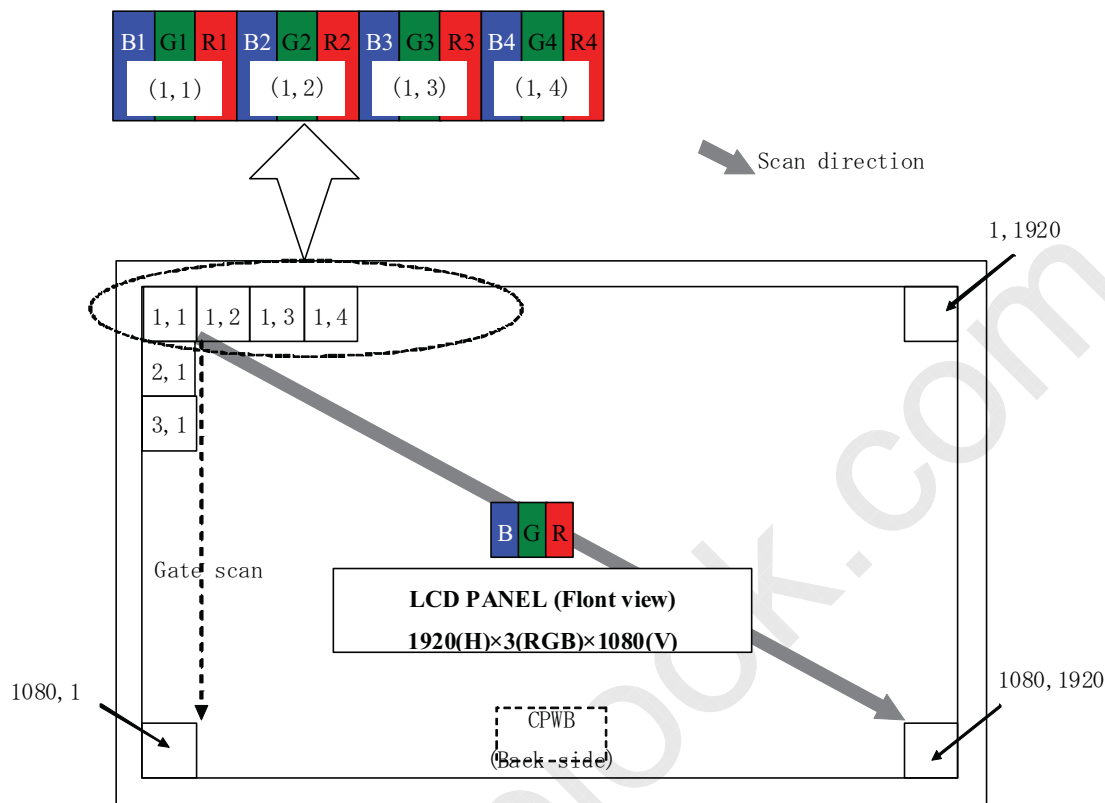 B1 G1 R1 B2 G2 R2 B3 G3 R3 B4 G4 R4
(1,1) (1,2) (1,3) (1,4)
Scan direction
1,1920
1,1 1,2 1,3 1,4
2,1
3,1
B G R
Gate scan
LCD PANEL (Flont view)
1920(H)×3(RGB)×1080(V)
1080,1
1080,1920
CPWB
(Back-side)